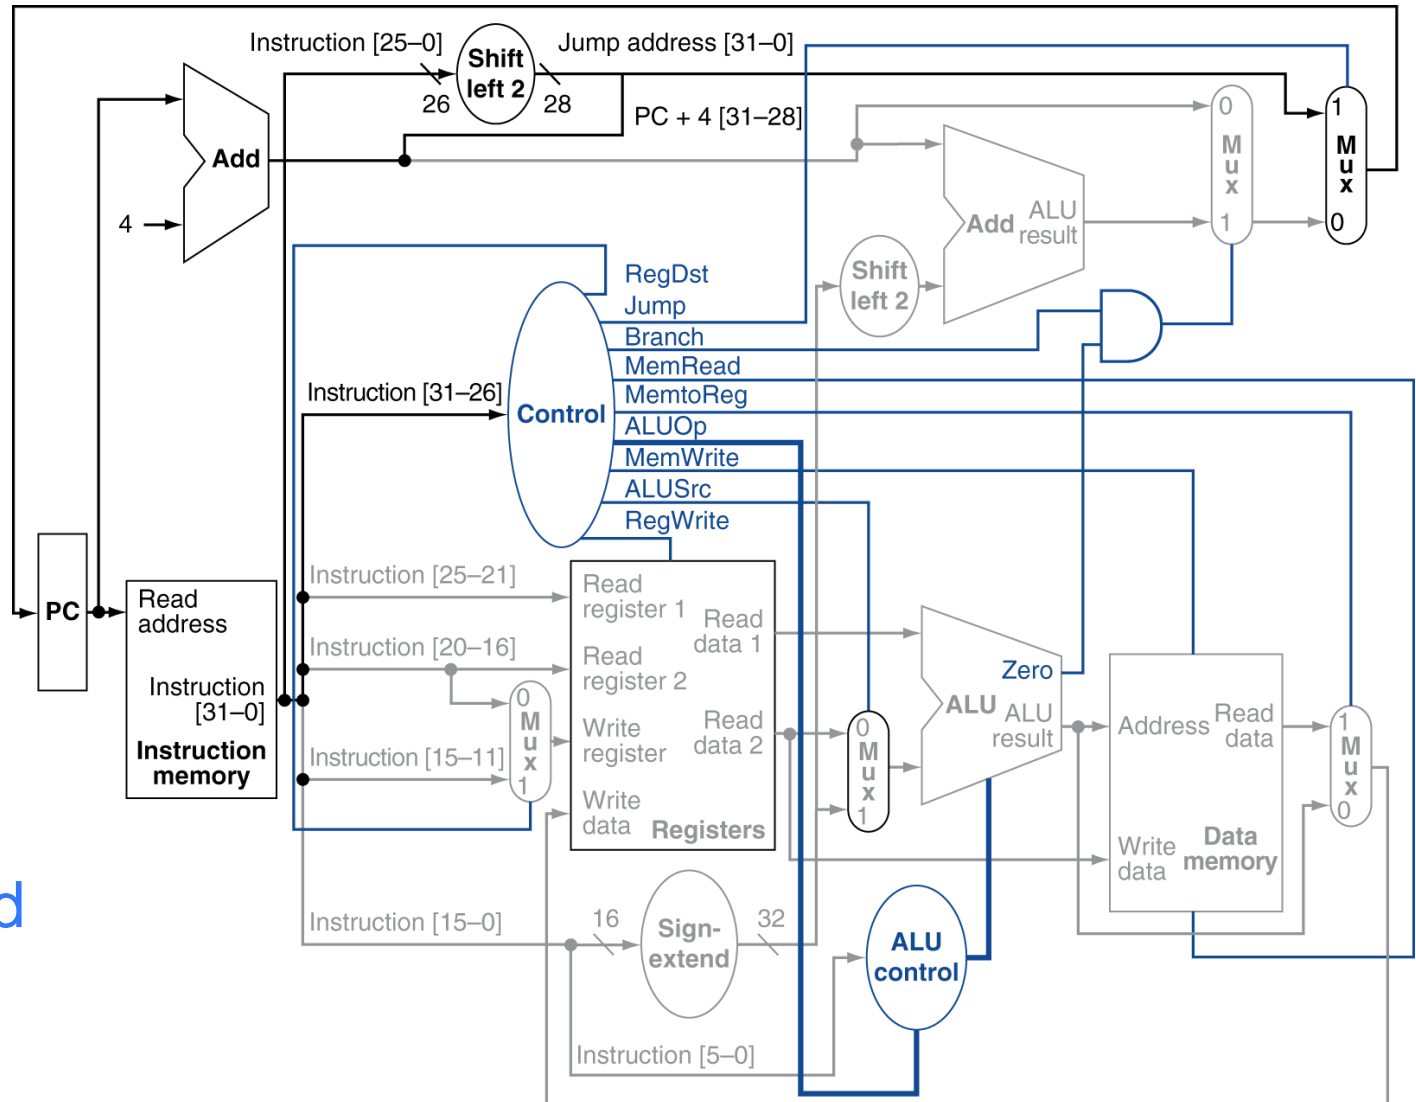 Instruction [25–0]
Shift
left 2
Jump address [31–0]
26
28
PC + 4 [31–28]
Add
4
0
M
u
x
1
1
M
u
x
0
Add
ALU
result
Shift
left 2
RegDst
Jump
Branch
MemRead
MemtoReg
ALUOp
MemWrite
ALUSrc
RegWrite
Instruction [31–26]
Control
PC
Read
address
Instruction
[31–0]
Instruction
memory
Instruction [25–21]
Instruction [20–16]
Instruction [15–11]
0
M
u
x
1
Read
register 1
Read
register 2
Write
register
Write
data
Read
data 1
Read
data 2
Registers
0
M
u
x
1
Zero
ALU
ALU
result
Address
Read
data
Write
data
Data
memory
1
M
u
x
0
Instruction [15–0]
16
Sign-
extend
32
ALU
control
Instruction [5–0]
d